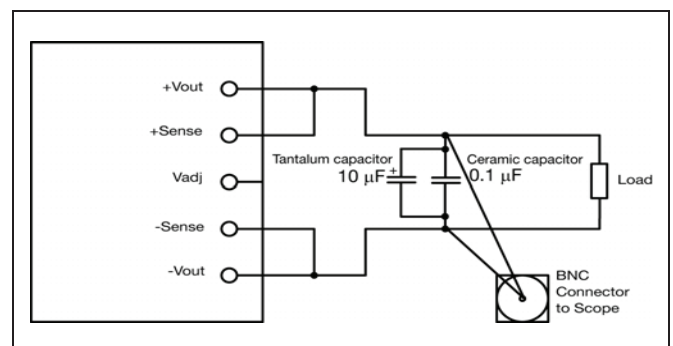 +Vout
+Sense
Vadj
-Sense
-Vout
Tantalum capacitor
10 µF
+
Ceramic capacitor
0.1 µF
Load
BNC
Connector
to Scope